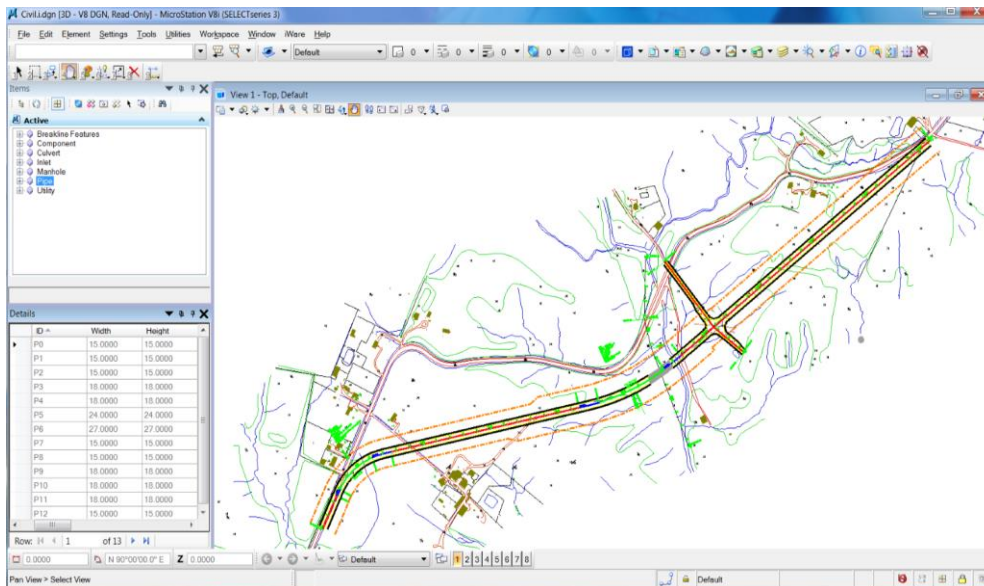 Civil.i.dgn [3D - V8 DGN, Read-Only] - MicroStation V8i (SELECTseries 3)
File Edit Element Settings Tools Utilities Workspace Window iWare Help
Default 0 0 0 0 0
Items
View 1 - Top, Default
Active
Breakline Features
Component
Culvert
Inlet
Manhole
Pipe
Utility
Details
ID Width Height
P0 15.0000 15.0000
P1 15.0000 15.0000
P2 15.0000 15.0000
P3 18.0000 18.0000
P4 18.0000 18.0000
P5 24.0000 24.0000
P6 27.0000 27.0000
P7 15.0000 15.0000
P8 15.0000 15.0000
P9 18.0000 18.0000
P10 18.0000 18.0000
P11 18.0000 18.0000
P12 15.0000 15.0000
Row: 1 of 13
0.0000 N 90°00'00.0" E Z 0.0000 Default 1 2 3 4 5 6 7 8
Pan View > Select View Default